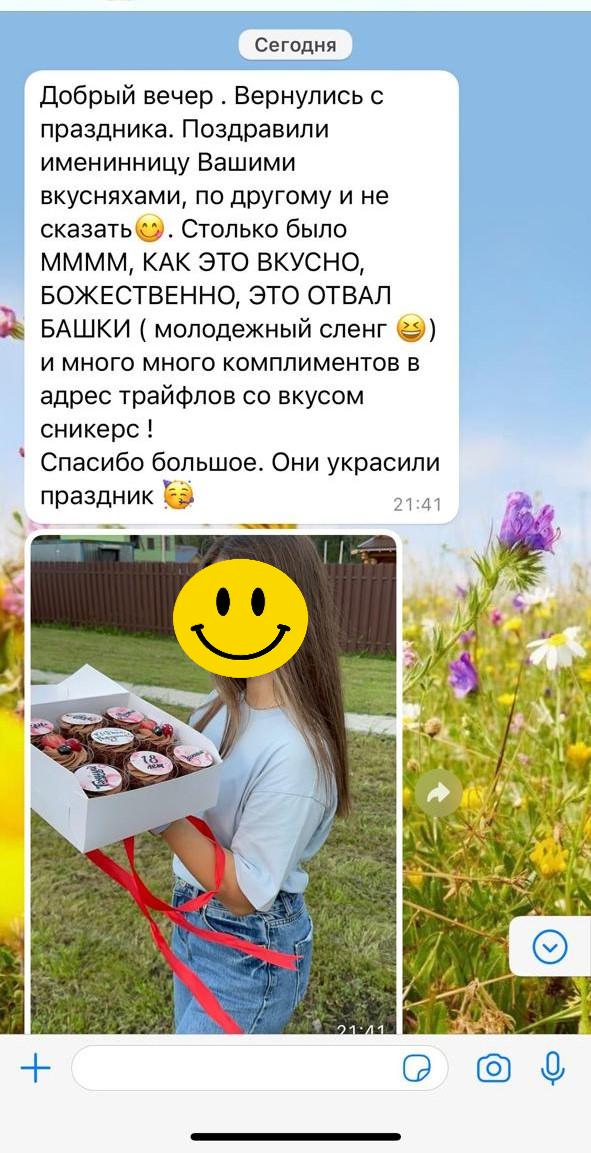 Сегодня
Добрый вечер . Вернулись с
праздника. Поздравили
именинницу Вашими
вкусняхами, по другому и не
сказать😋. Столько было
МММM, КАК ЭТО ВКУСНО,
БОЖЕСТВЕННО, ЭТО ОТВАЛ
БАШКИ ( молодежный сленг 😆)
и много много комплиментов в
адрес трайфлов со вкусом
сникерс !
Спасибо большое. Они украсили
праздник 🥳
21:41
18
лет
21:41